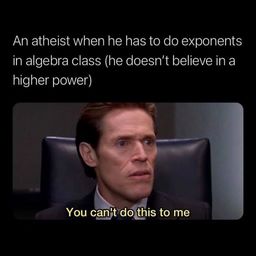 An atheist when he has to do exponents
in algebra class (he doesn't believe in a
higher power)
You can't do this to me